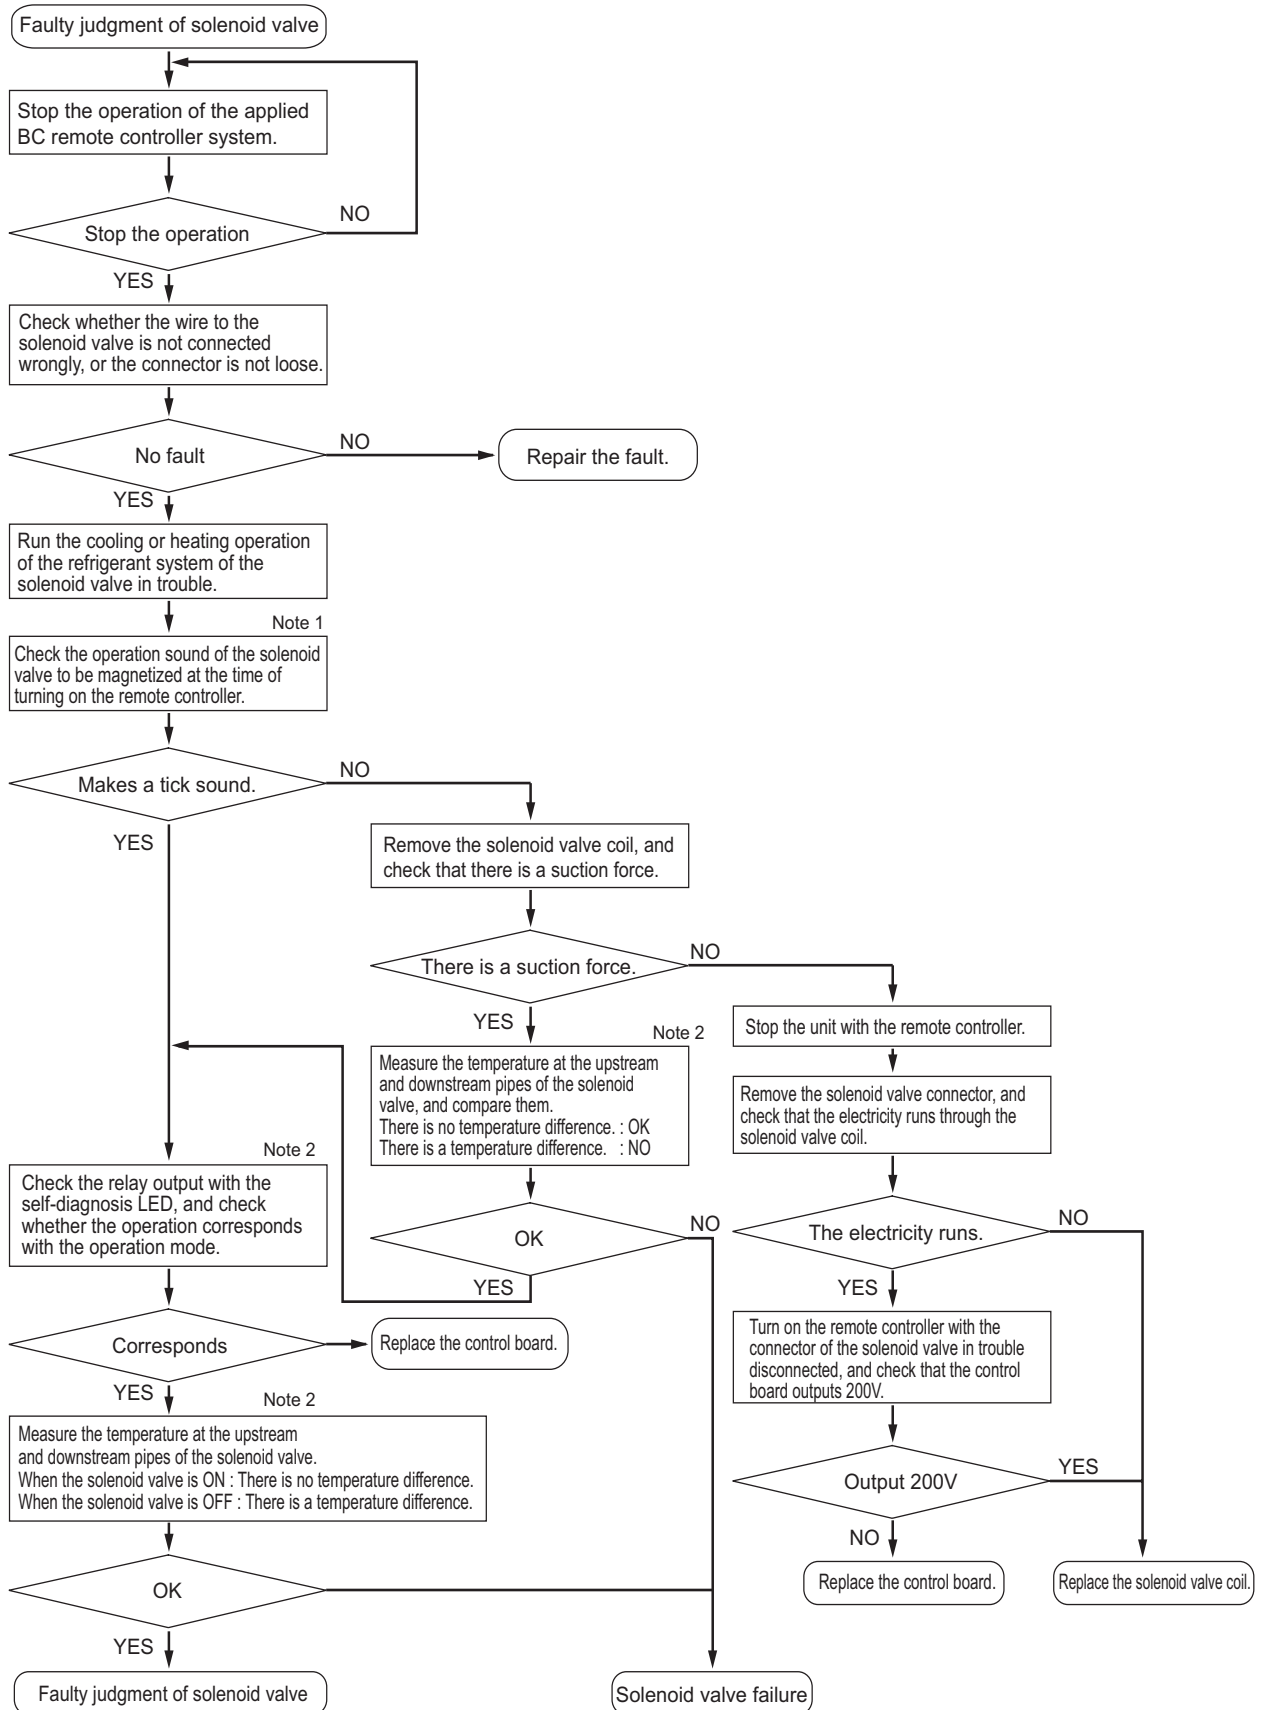 Faulty judgment of solenoid valve
Stop the operation of the applied
BC remote controller system.
Stop the operation
NO
YES
Check whether the wire to the
solenoid valve is not connected
wrongly, or the connector is not loose.
No fault
NO
Repair the fault.
YES
Run the cooling or heating operation
of the refrigerant system of the
solenoid valve in trouble.
Note 1
Check the operation sound of the solenoid
valve to be magnetized at the time of
turning on the remote controller.
Makes a tick sound.
NO
YES
Remove the solenoid valve coil, and
check that there is a suction force.
There is a suction force.
NO
YES
Note 2
Measure the temperature at the upstream
and downstream pipes of the solenoid
valve, and compare them.
There is no temperature difference. : OK
There is a temperature difference. : NO
Stop the unit with the remote controller.
Remove the solenoid valve connector, and
check that the electricity runs through the
solenoid valve coil.
Note 2
Check the relay output with the
self-diagnosis LED, and check
whether the operation corresponds
with the operation mode.
OK
NO
YES
The electricity runs.
NO
YES
Corresponds
Replace the control board.
YES
Turn on the remote controller with the
connector of the solenoid valve in trouble
disconnected, and check that the control
board outputs 200V.
Note 2
Measure the temperature at the upstream
and downstream pipes of the solenoid valve.
When the solenoid valve is ON : There is no temperature difference.
When the solenoid valve is OFF : There is a temperature difference.
Output 200V
YES
NO
Replace the control board.
Replace the solenoid valve coil.
OK
YES
Faulty judgment of solenoid valve
Solenoid valve failure